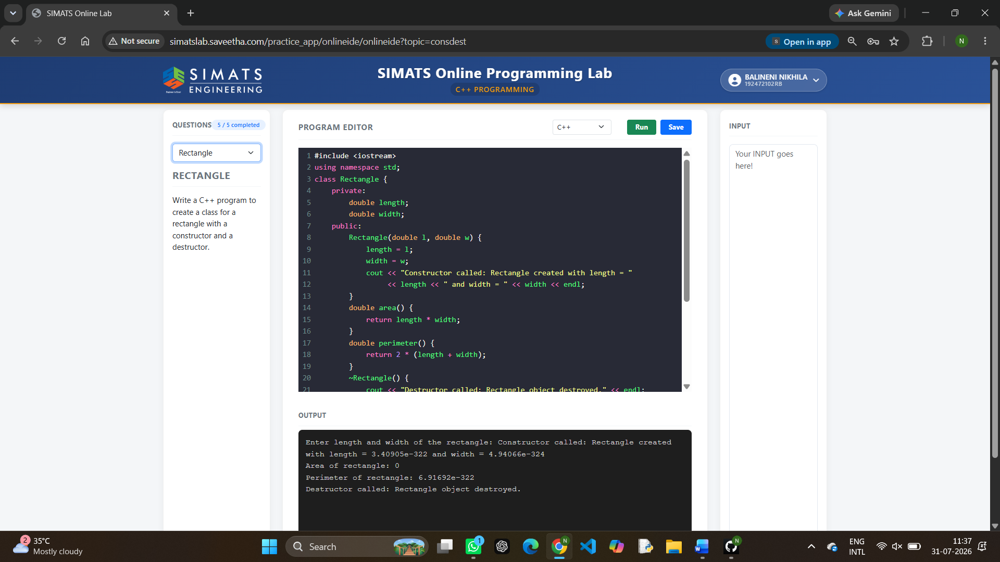 SIMATS Online Lab
Ask Gemini
Not secure
simatslab.saveetha.com/practice_app/onlineide/onlineide?topic=consdest
S Open in app
N
SIMATS
ENGINEERING
Engineer to Excel
SIMATS Online Programming Lab
C++ PROGRAMMING
BALINENI NIKHILA
192472102RB
QUESTIONS 5 / 5 completed
Rectangle
RECTANGLE
Write a C++ program to
create a class for a
rectangle with a
constructor and a
destructor.
PROGRAM EDITOR
C++
Run
Save
1 #include <iostream>
2 using namespace std;
3 class Rectangle {
4 private:
5 double length;
6 double width;
7 public:
8 Rectangle(double l, double w) {
9 length = l;
10 width = w;
11 cout << "Constructor called: Rectangle created with length = "
12 << length << " and width = " << width << endl;
13 }
14 double area() {
15 return length * width;
16 }
17 double perimeter() {
18 return 2 * (length + width);
19 }
20 ~Rectangle() {
21 cout << "Destructor called: Rectangle object destroyed." << endl;
OUTPUT
Enter length and width of the rectangle: Constructor called: Rectangle created
with length = 3.40905e-322 and width = 4.94066e-324
Area of rectangle: 0
Perimeter of rectangle: 6.91692e-322
Destructor called: Rectangle object destroyed.
INPUT
Your INPUT goes
here!
2
35°C
Mostly cloudy
Search
1
N
W
N
ENG
INTL
11:37
31-07-2026